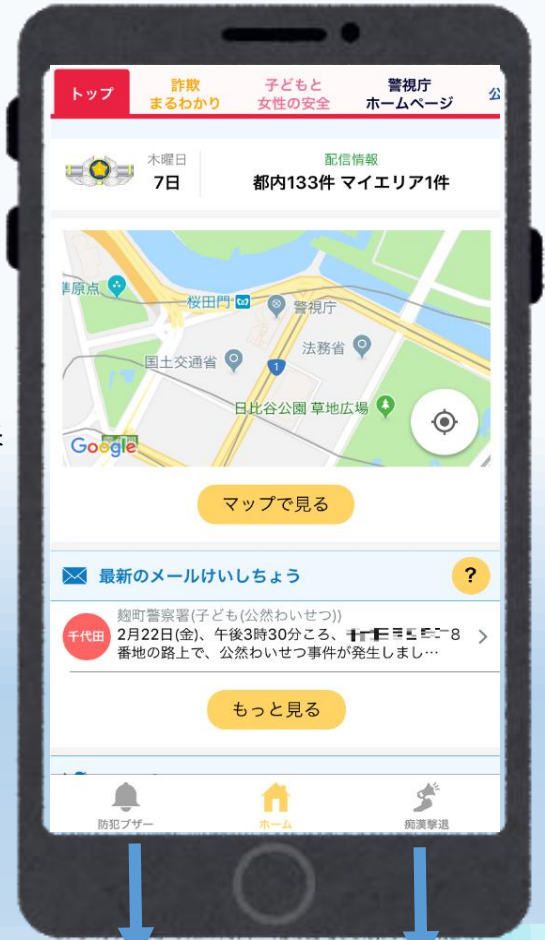 トップ
詐欺
まるわかり
子どもと
女性の安全
警視庁
ホームページ
公
木曜日
7日
配信情報
都内133件 マイエリア1件
準原点
桜田門
警視庁
国土交通省
法務省
1
日比谷公園 草地広場
Google
マップで見る
最新のメールけいしちょう
?
麹町警察署(子ども(公然わいせつ))
千代田
2月22日(金)、午後3時30分ころ、
8
番地の路上で、公然わいせつ事件が発生しまし…
もっと見る
防犯ブザー
ホーム
痴漢撃退